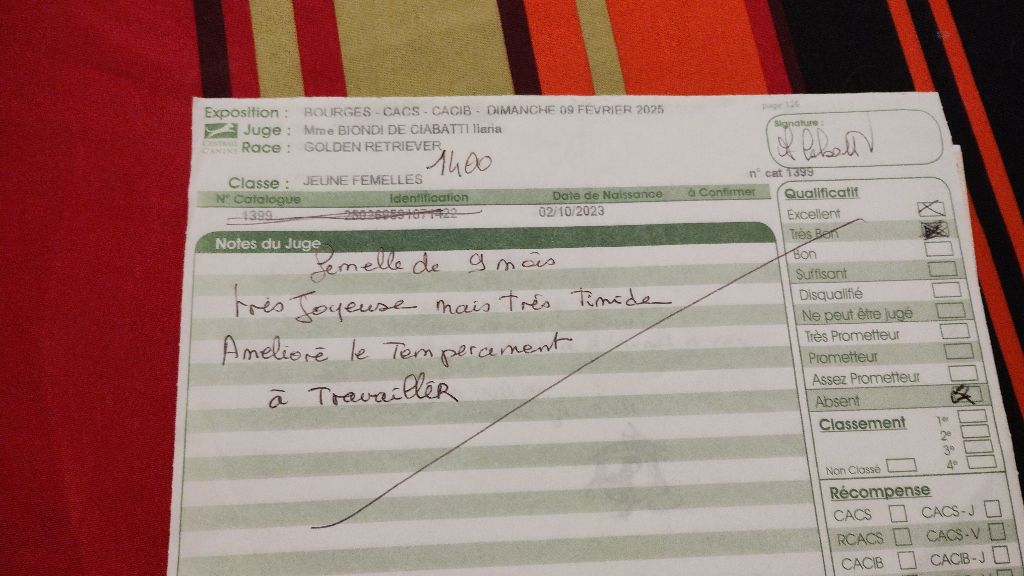 page 126
Exposition : BOURGES - CACS - CACIB - DIMANCHE 09 FÉVRIER 2025
Juge : Mme BIONDI DE CIABATTI Ilaria
CENTRALE CANINE
Race : GOLDEN RETRIEVER
1400
Classe : JEUNE FEMELLES
Signature :
n° cat 1399
N° Catalogue Identification Date de Naissance à Confirmer
1399 02/10/2023
Notes du Juge
Femelle de 9 mois
très Joyeuse mais très Timide
Amelioré le Temperament
à Travailler
Qualificatif
Excellent
Très Bon
Bon
Suffisant
Disqualifié
Ne peut être jugé
Très Prometteur
Prometteur
Assez Prometteur
Absent
Classement
1er
2e
3e
4e
Non Classé
Récompense
CACS CACS-J
RCACS CACS-V
CACIB CACIB-J